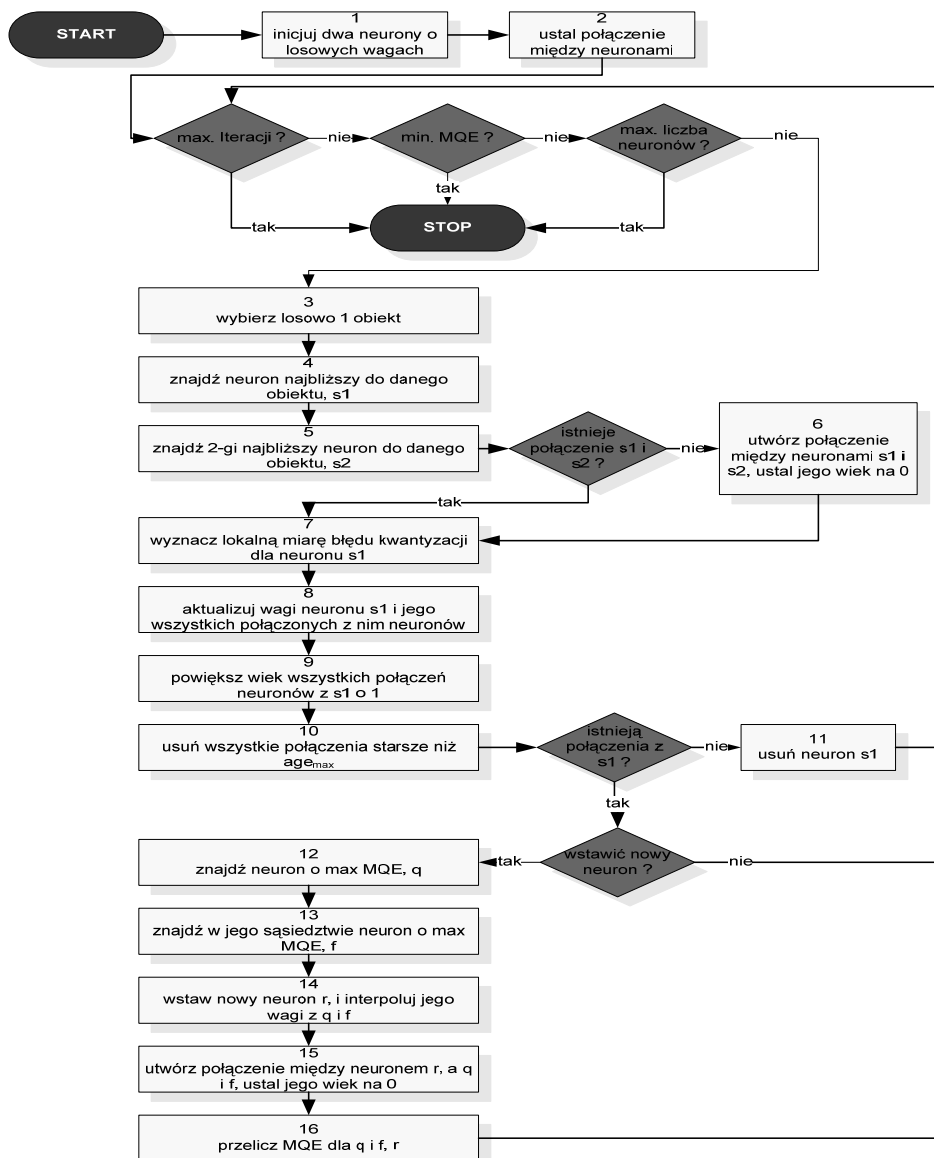 START
1
inicjuj dwa neurony o
losowych wagach
2
ustal połączenie
między neuronami
max. Iteracji ?
nie
min. MQE ?
nie
max. liczba
neuronów ?
nie
tak
tak
tak
STOP
3
wybierz losowo 1 obiekt
4
znajdź neuron najbliższy do danego
obiektu, s1
5
znajdź 2-gi najbliższy neuron do danego
obiektu, s2
istnieje
połączenie s1 i
s2 ?
nie
6
utwórz połączenie
między neuronami s1 i
s2, ustal jego wiek na 0
tak
7
wyznacz lokalną miarę błędu kwantyzacji
dla neuronu s1
8
aktualizuj wagi neuronu s1 i jego
wszystkich połączonych z nim neuronów
9
powiększ wiek wszystkich połączeń
neuronów z s1 o 1
10
usuń wszystkie połączenia starsze niż
agemax
istnieją
połączenia z
s1 ?
nie
11
usuń neuron s1
tak
wstawić nowy
neuron ?
tak
nie
12
znajdź neuron o max MQE, q
13
znajdź w jego sąsiedztwie neuron o max
MQE, f
14
wstaw nowy neuron r, i interpoluj jego
wagi z q i f
15
utwórz połączenie między neuronem r, a q
i f, ustal jego wiek na 0
16
przelicz MQE dla q i f, r